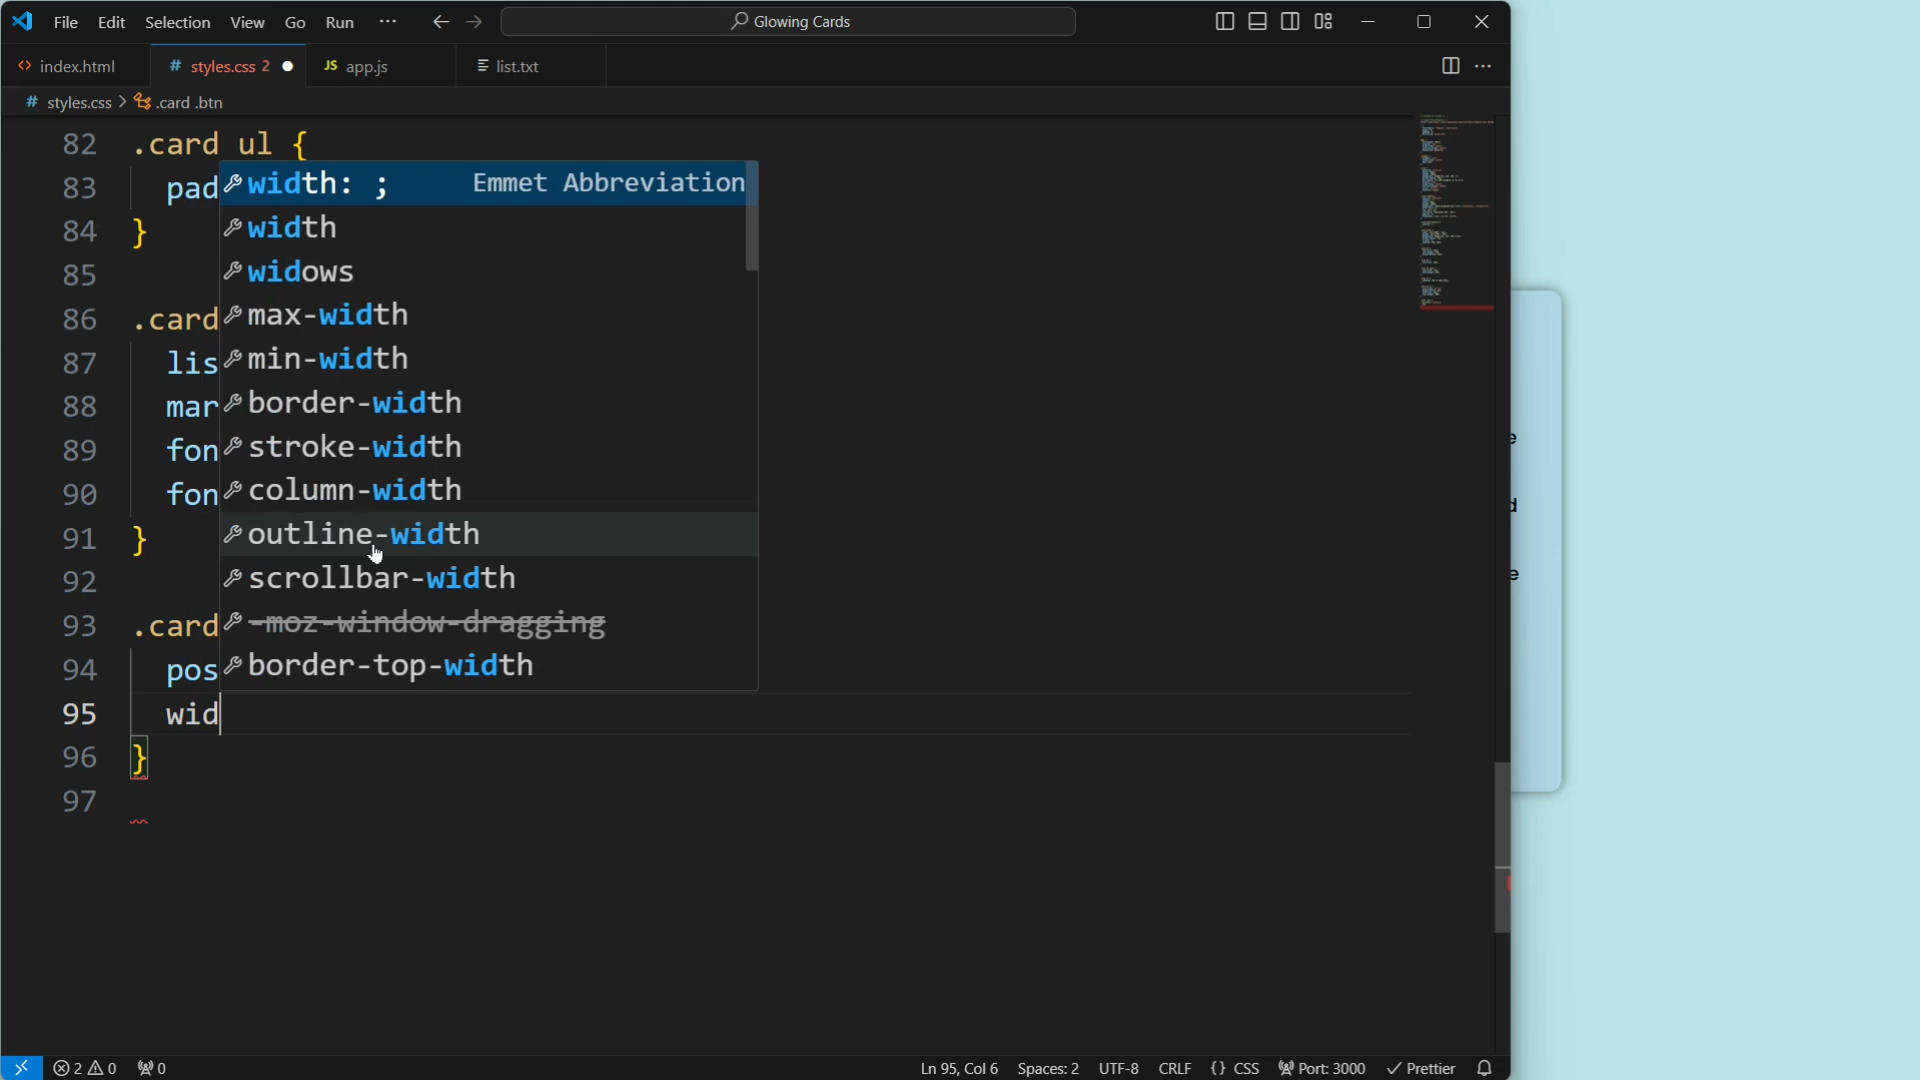 File Edit Selection View Go Run ··· Glowing Cards
index.html # styles.css 2 JS app.js list.txt ···
# styles.css > .card .btn
82 .card ul {
83 pad
84 }
85
86 .card
87 lis
88 mar
89 fon
90 fon
91 }
92
93 .card
94 pos
95 wid
96 }
97
width: ; Emmet Abbreviation
width
widows
max-width
min-width
border-width
stroke-width
column-width
outline-width
scrollbar-width
-moz-window-dragging
border-top-width
e
d
e
2 0 0 Ln 95, Col 6 Spaces: 2 UTF-8 CRLF {} CSS Port: 3000 Prettier